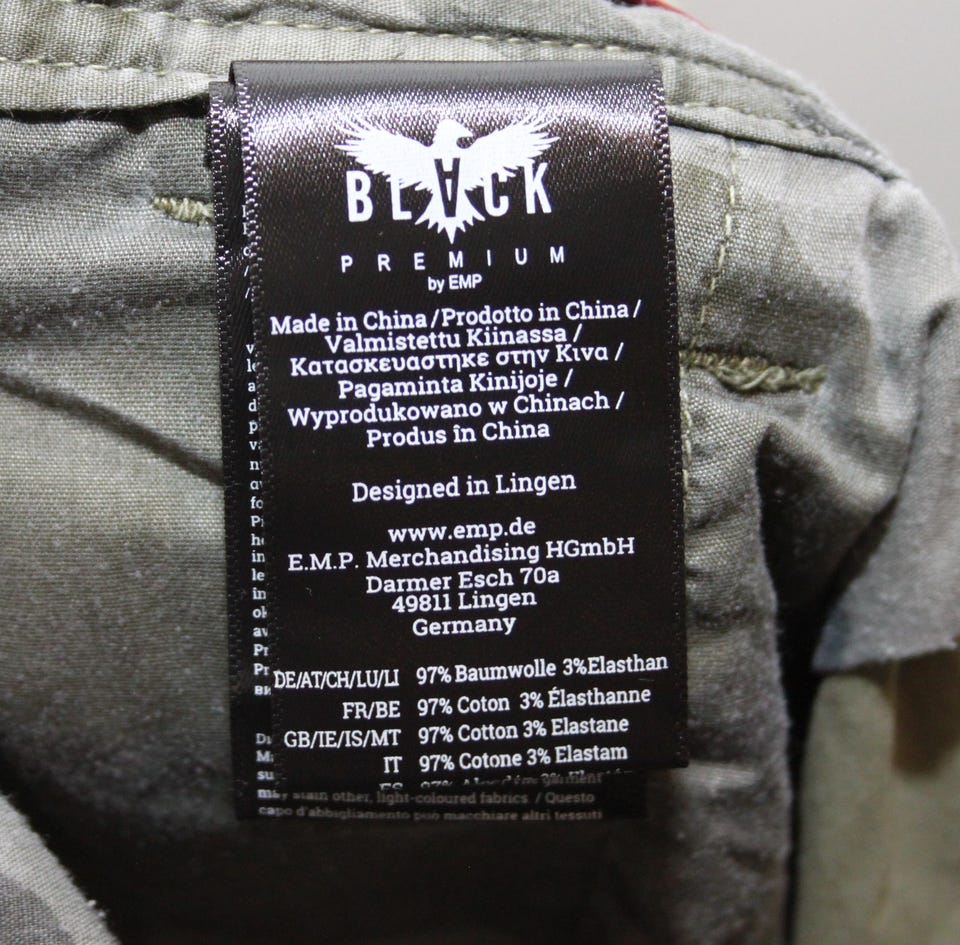 BLACK
PREMIUM
by EMP
Made in China/Prodotto in China/
Valmistettu Kiinassa /
Κατασκευαστηκε στην Κινα /
Pagaminta Kinijoje /
Wyprodukowano w Chinach /
Produs în China
Designed in Lingen
www.emp.de
E.M.P. Merchandising HGmbH
Darmer Esch 70a
49811 Lingen
Germany
DE/AT/CH/LU/LI 97% Baumwolle 3%Elasthan
FR/BE 97% Coton 3% Élasthanne
GB/IE/IS/MT 97% Cotton 3% Elastane
IT 97% Cotone 3% Elastam
ES 97%
may stain other, light-coloured fabrics / Questo
capo d'abbigliamento può macchiare altri tessuti